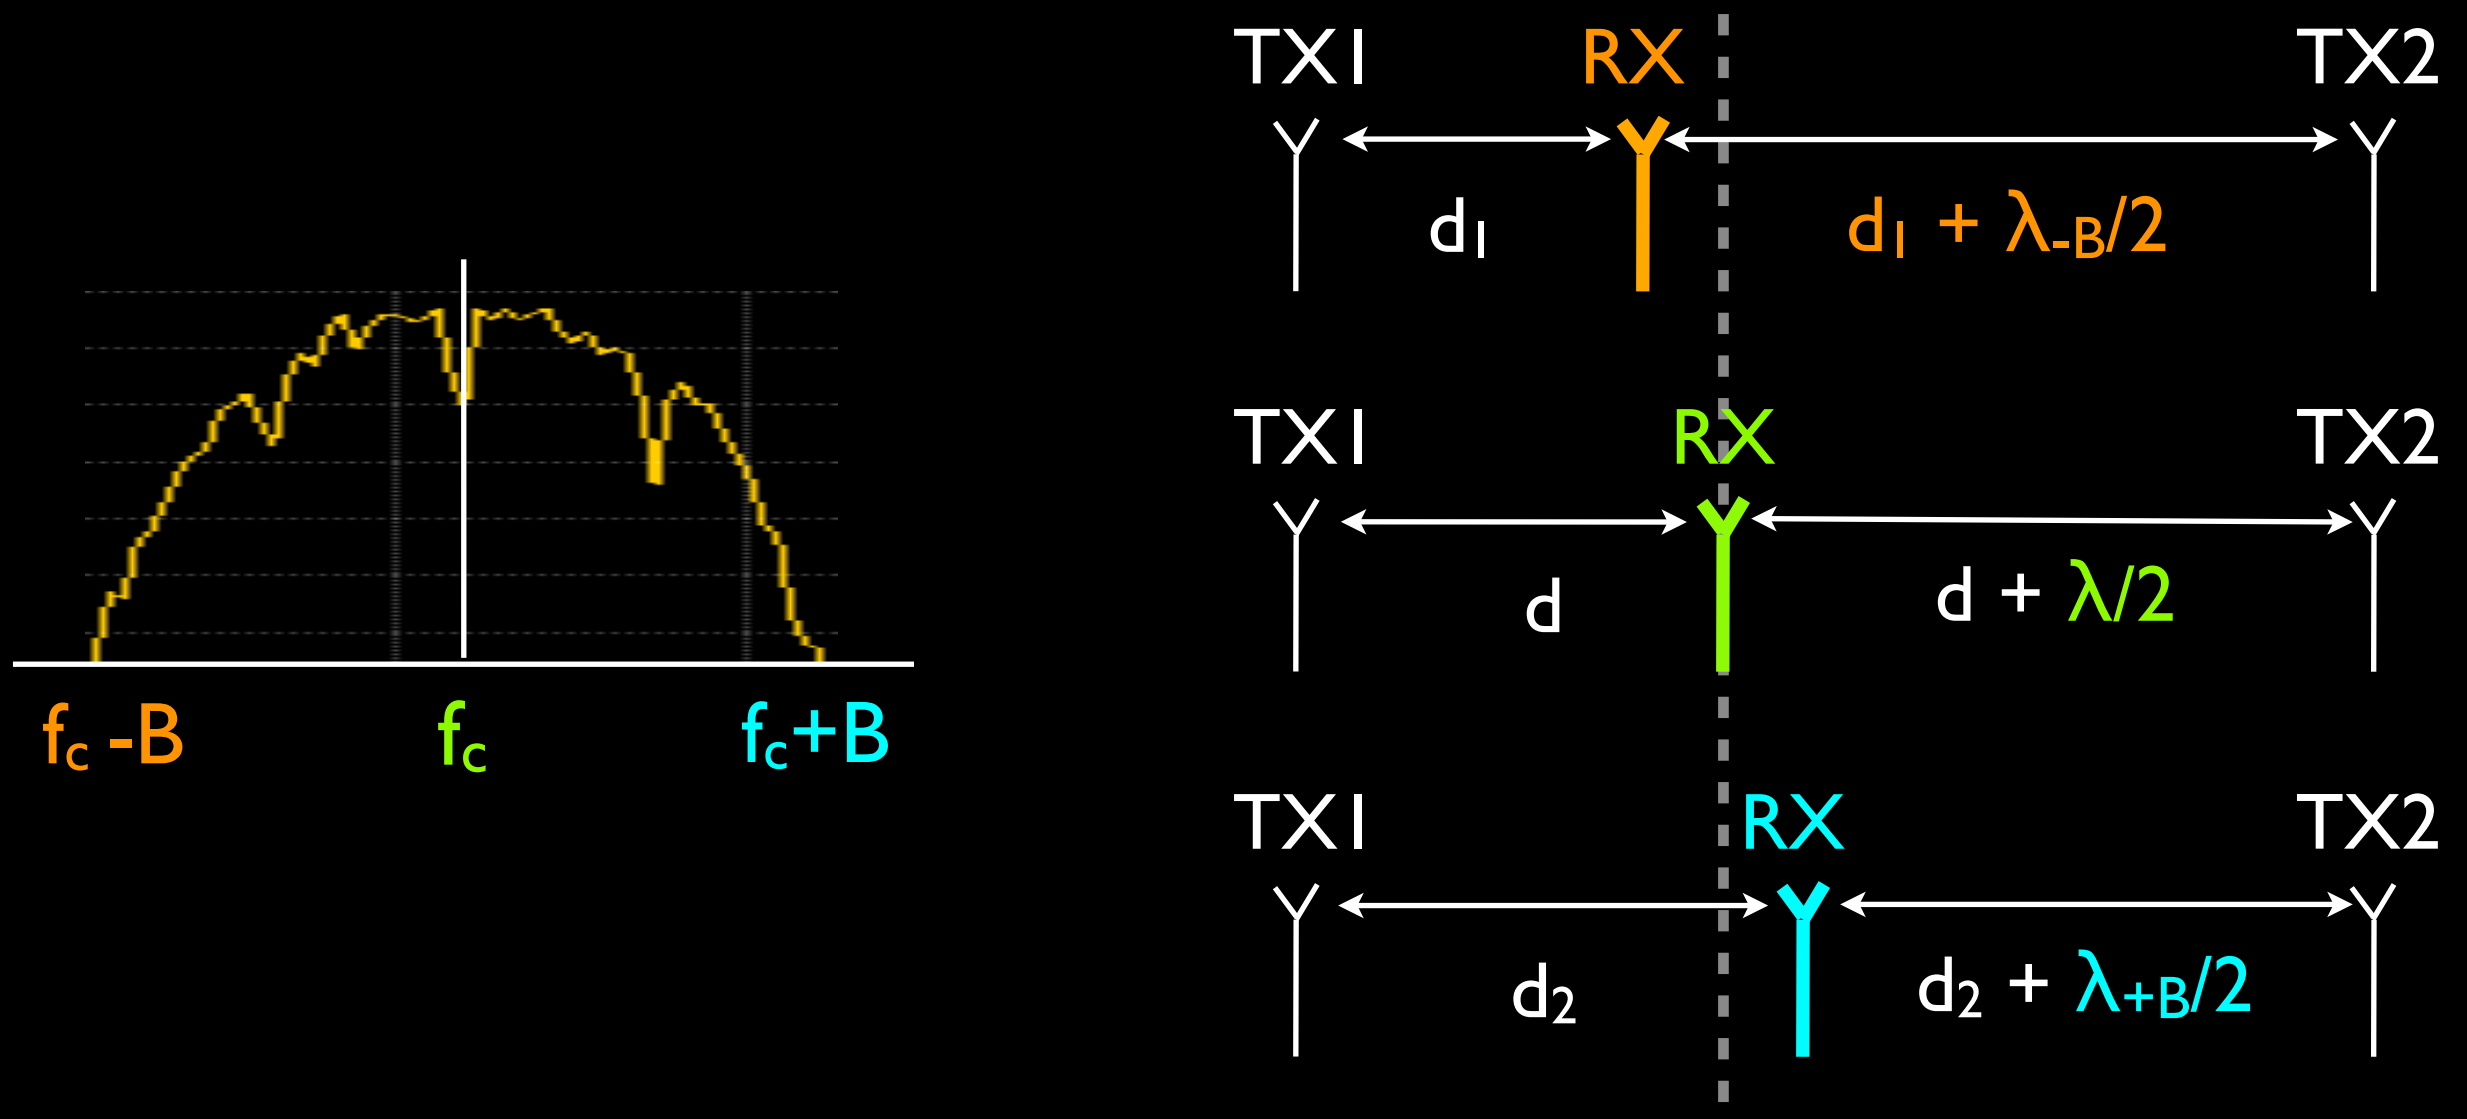 TX1 RX TX2
d₁ d₁ + λ₋B/2
TX1 RX TX2
d d + λ/2
fc -B fc fc+B
TX1 RX TX2
d₂ d₂ + λ+B/2